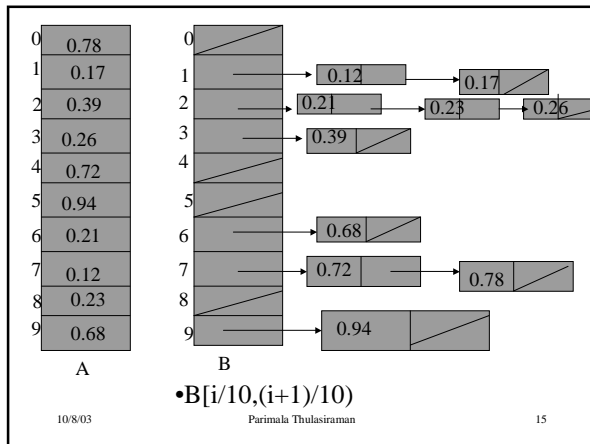 0 0.78 0
1 0.17 1 0.12 0.17
2 0.39 2 0.21 0.23 0.26
3 0.26 3 0.39
4 0.72 4
5 0.94 5
6 0.21 6 0.68
7 0.12 7 0.72 0.78
8 0.23 8
9 0.68 9 0.94
A B
•B[i/10,(i+1)/10)
10/8/03 Parimala Thulasiraman 15